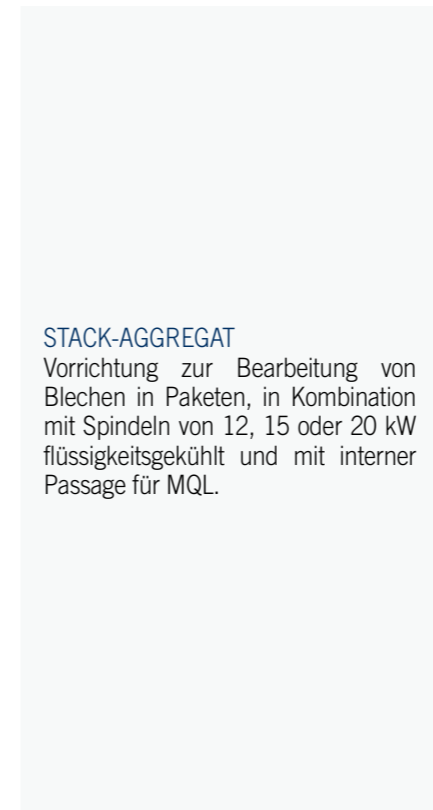 STACK-AGGREGAT
Vorrichtung zur Bearbeitung von
Blechen in Paketen, in Kombination
mit Spindeln von 12, 15 oder 20 kW
flüssigkeitsgekühlt und mit interner
Passage für MQL.